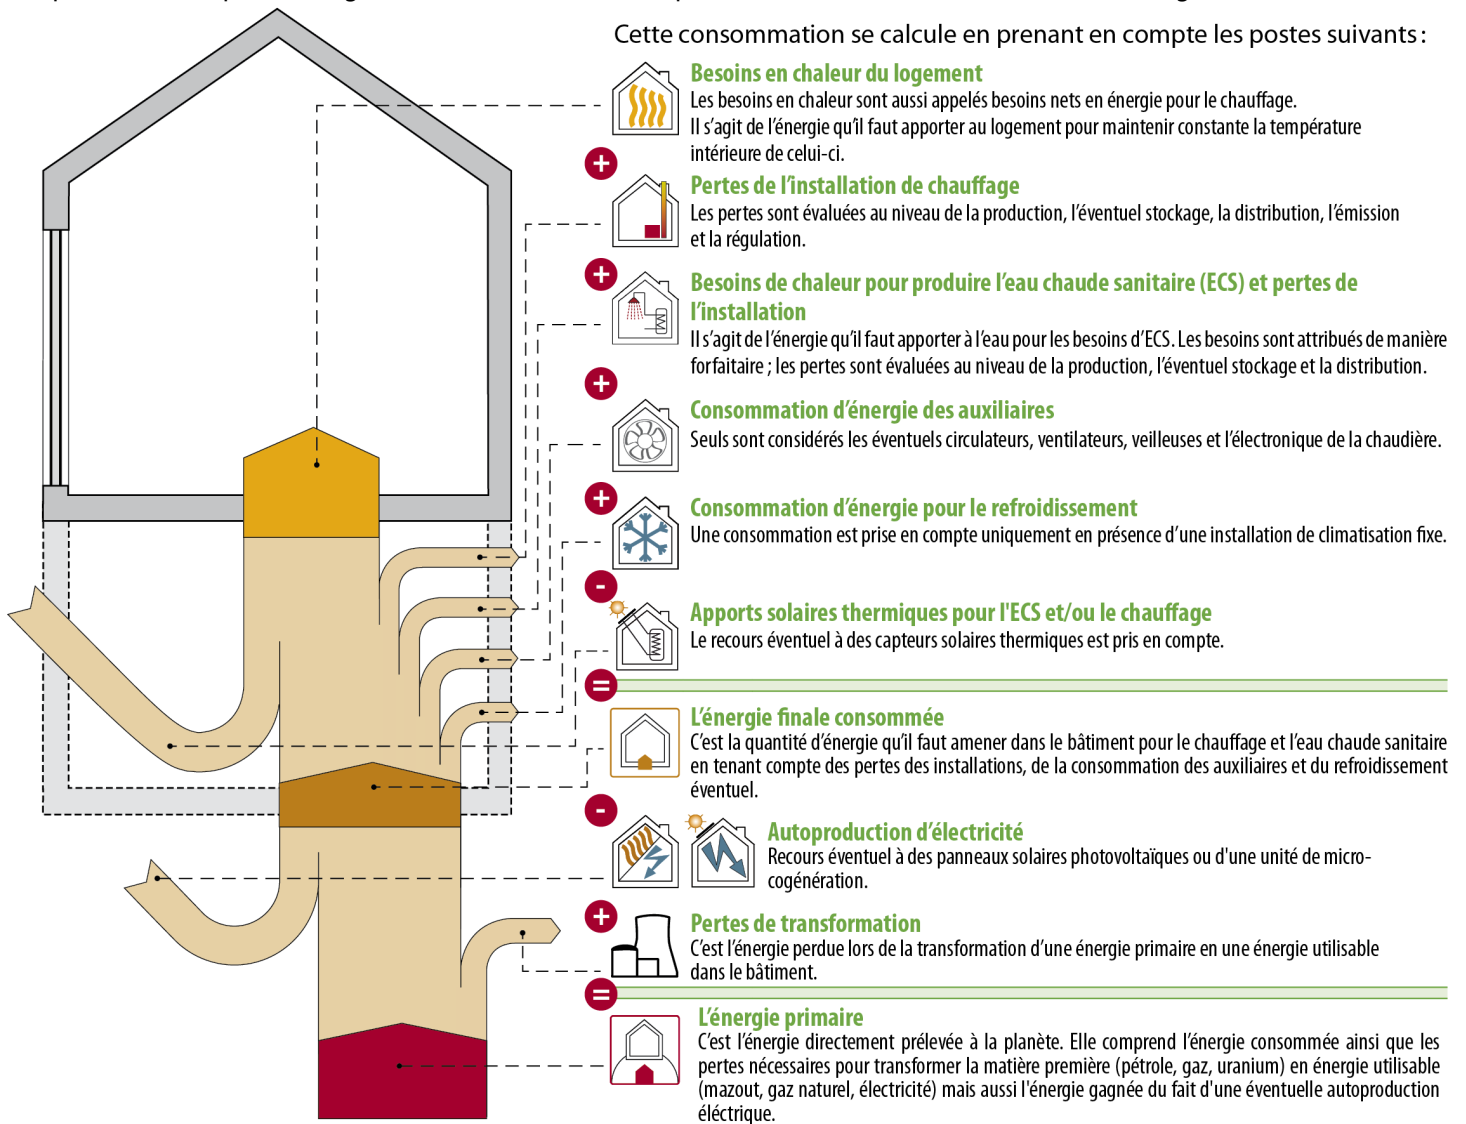 Cette consommation se calcule en prenant en compte les postes suivants :
Besoins en chaleur du logement
Les besoins en chaleur sont aussi appelés besoins nets en énergie pour le chauffage.
Il s’agit de l’énergie qu’il faut apporter au logement pour maintenir constante la température
intérieure de celui-ci.
+
Pertes de l’installation de chauffage
Les pertes sont évaluées au niveau de la production, l’éventuel stockage, la distribution, l’émission
et la régulation.
+
Besoins de chaleur pour produire l’eau chaude sanitaire (ECS) et pertes de
l’installation
Il s’agit de l’énergie qu’il faut apporter à l’eau pour les besoins d’ECS. Les besoins sont attribués de manière
forfaitaire ; les pertes sont évaluées au niveau de la production, l’éventuel stockage et la distribution.
+
Consommation d’énergie des auxiliaires
Seuls sont considérés les éventuels circulateurs, ventilateurs, veilleuses et l’électronique de la chaudière.
+
Consommation d’énergie pour le refroidissement
Une consommation est prise en compte uniquement en présence d’une installation de climatisation fixe.
-
Apports solaires thermiques pour l'ECS et/ou le chauffage
Le recours éventuel à des capteurs solaires thermiques est pris en compte.
=
L’énergie finale consommée
C’est la quantité d’énergie qu’il faut amener dans le bâtiment pour le chauffage et l’eau chaude sanitaire
en tenant compte des pertes des installations, de la consommation des auxiliaires et du refroidissement
éventuel.
-
Autoproduction d’électricité
Recours éventuel à des panneaux solaires photovoltaïques ou d'une unité de micro-
cogénération.
+
Pertes de transformation
C’est l’énergie perdue lors de la transformation d’une énergie primaire en une énergie utilisable
dans le bâtiment.
=
L’énergie primaire
C’est l’énergie directement prélevée à la planète. Elle comprend l’énergie consommée ainsi que les
pertes nécessaires pour transformer la matière première (pétrole, gaz, uranium) en énergie utilisable
(mazout, gaz naturel, électricité) mais aussi l'énergie gagnée du fait d'une éventuelle autoproduction
éléctrique.